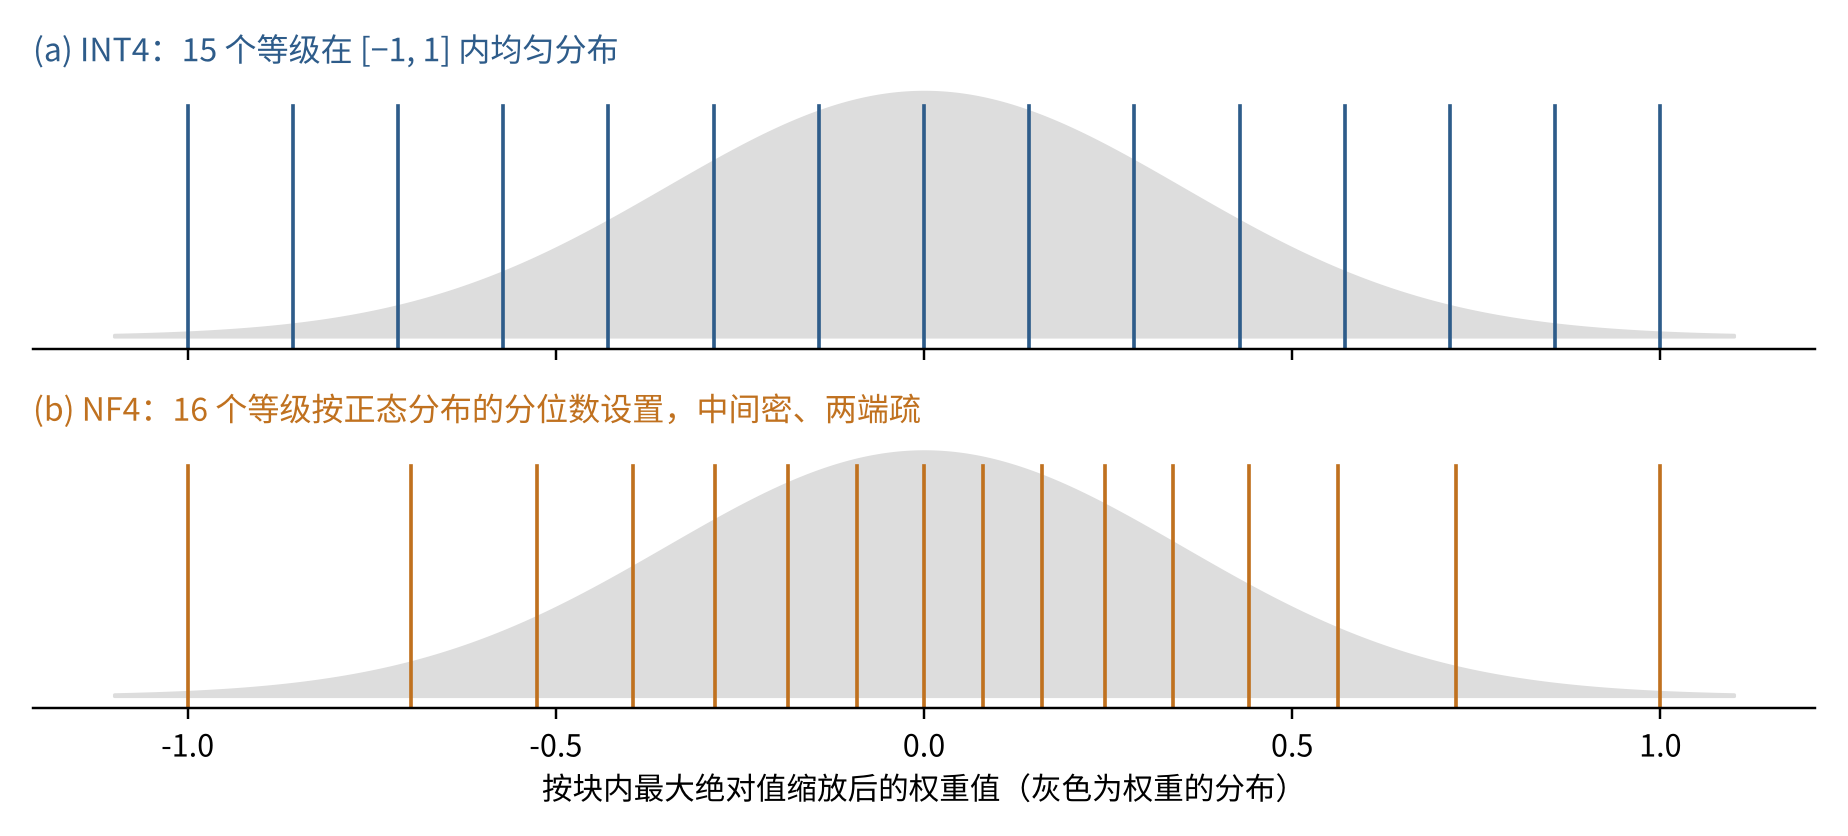 (a) INT4：15 个等级在 [−1, 1] 内均匀分布
(b) NF4：16 个等级按正态分布的分位数设置，中间密、两端疏
-1.0 -0.5 0.0 0.5 1.0
按块内最大绝对值缩放后的权重值（灰色为权重的分布）